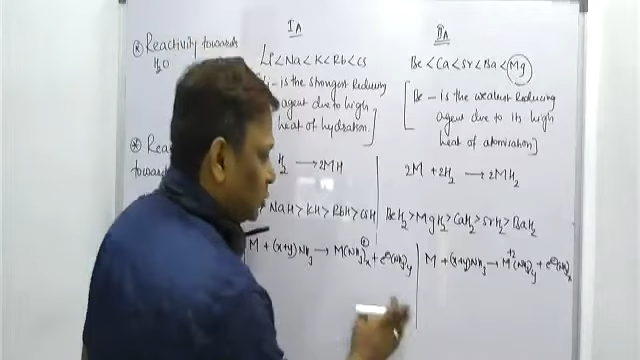 IA
IIA
Reactivity towards
H₂O
Li < Na < K < Rb < Cs
Be < Ca < Sr < Ba < Mg
Li – is the strongest Reducing
agent due to high
heat of hydration]
[Be – is the weakest Reducing
agent due to its high
heat of atomisation]
towards
H₂ → 2MH
2M + 2H₂ → 2MH₂
> NaH > KH > RbH > CsH
BeH₂ > MgH₂ > CaH₂ > SrH₂ > BaH₂
M + (x+y)NH₃ → M(NH₃)ₓ⁺ + e⊖(NH₃)y
M + (x+y)NH₃ → M⁺²(NH₃)y + e⊖(NH₃)ₓ